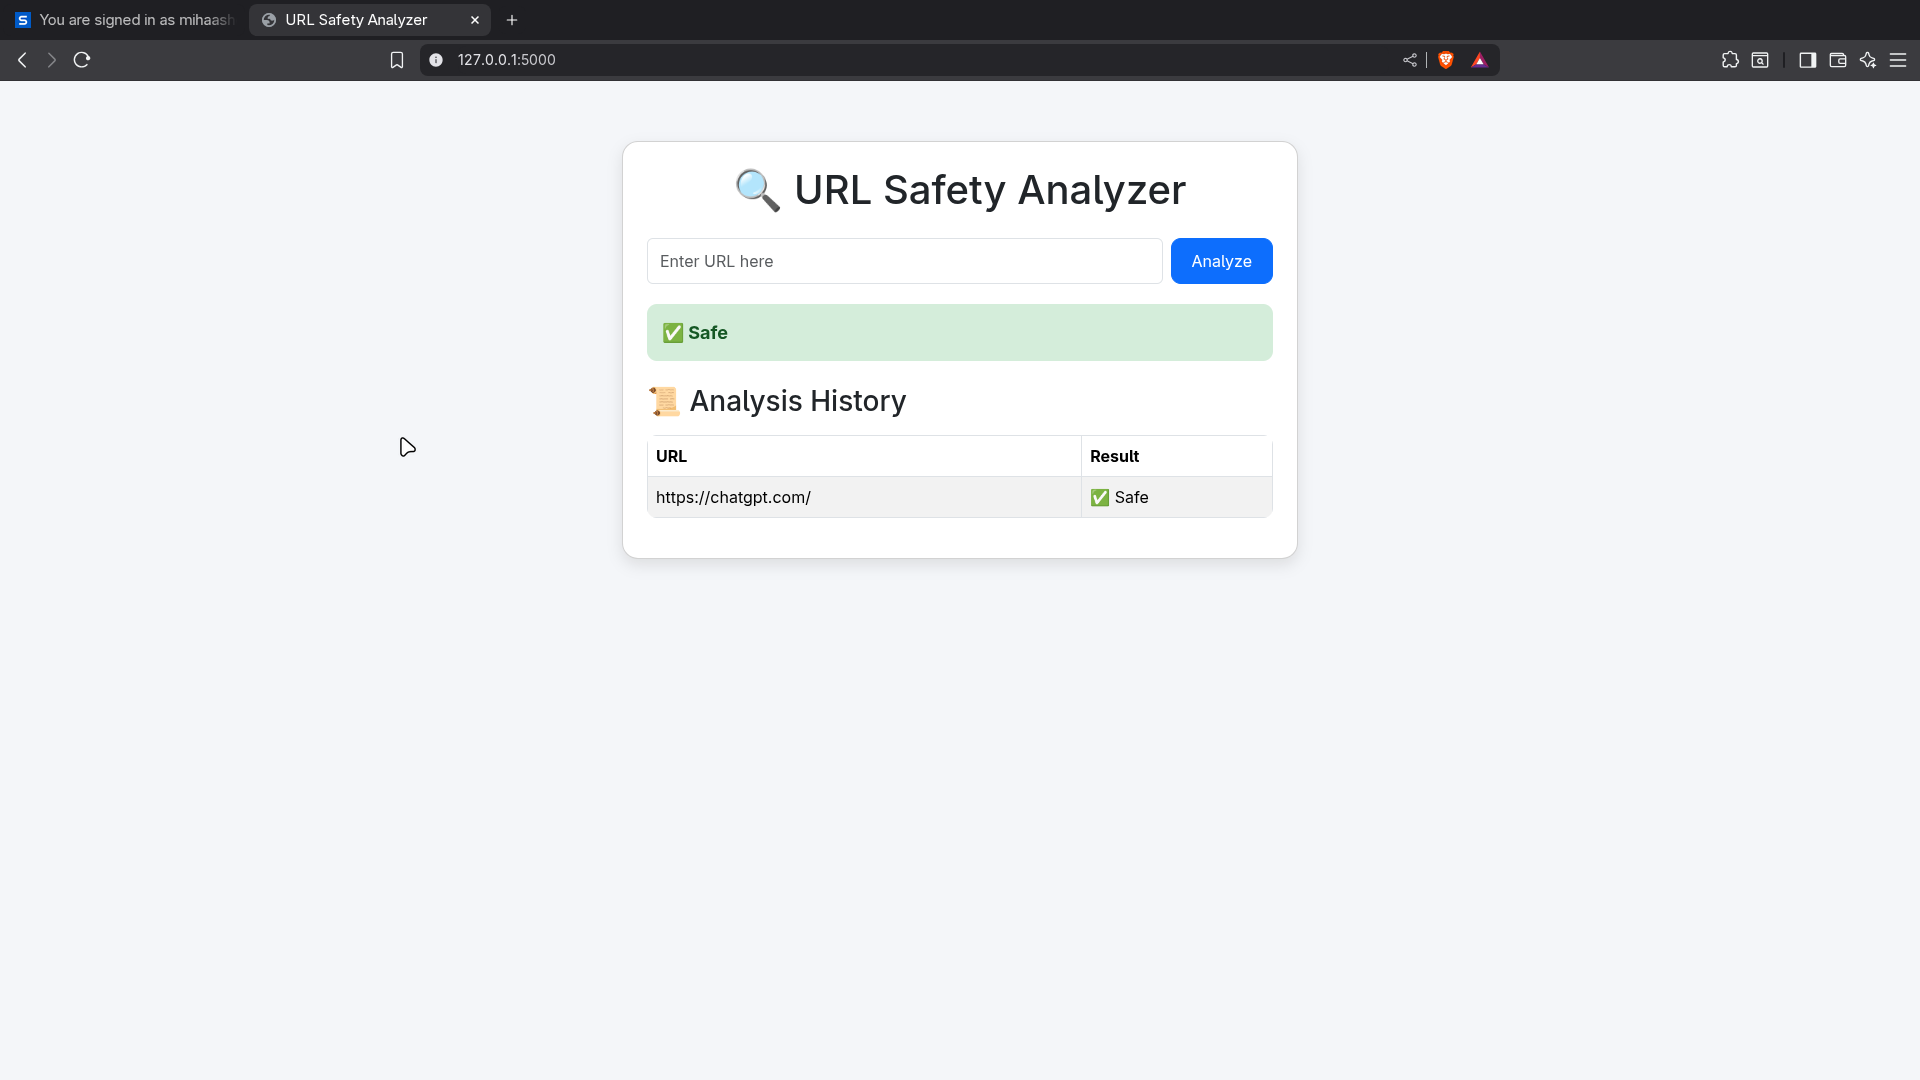 You are signed in as mihaash
URL Safety Analyzer
127.0.0.1:5000
🔍 URL Safety Analyzer
Enter URL here
Analyze
✅ Safe
📜 Analysis History
URL Result
https://chatgpt.com/ ✅ Safe